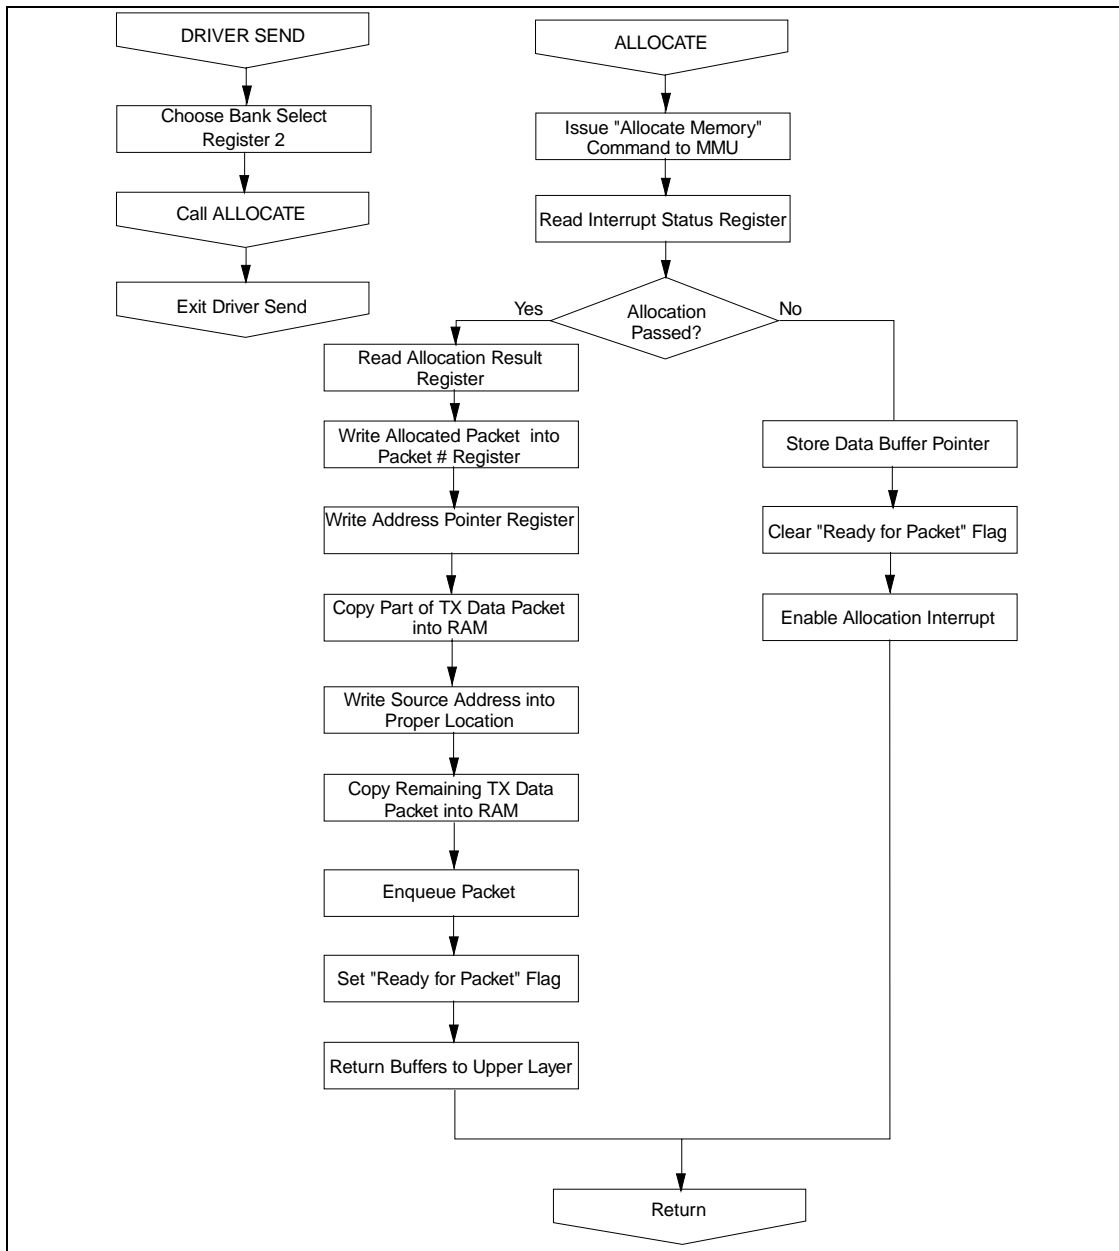 DRIVER SEND
Choose Bank Select
Register 2
Call ALLOCATE
Exit Driver Send
ALLOCATE
Issue "Allocate Memory"
Command to MMU
Read Interrupt Status Register
Allocation
Passed?
Yes
No
Read Allocation Result
Register
Write Allocated Packet into
Packet # Register
Write Address Pointer Register
Copy Part of TX Data Packet
into RAM
Write Source Address into
Proper Location
Copy Remaining TX Data
Packet into RAM
Enqueue Packet
Set "Ready for Packet" Flag
Return Buffers to Upper Layer
Store Data Buffer Pointer
Clear "Ready for Packet" Flag
Enable Allocation Interrupt
Return